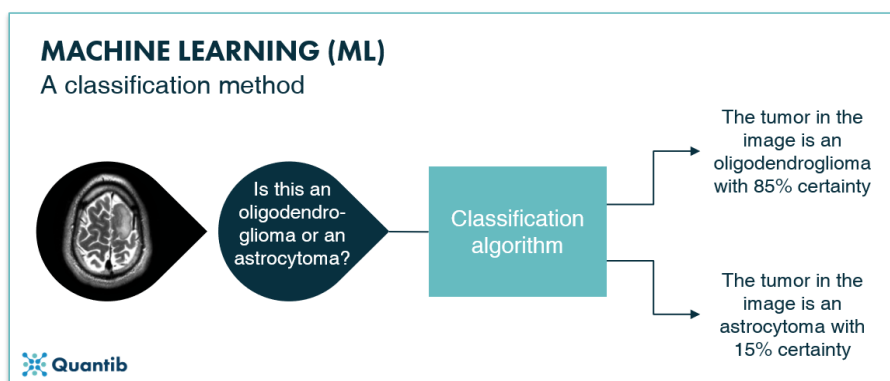 MACHINE LEARNING (ML)
A classification method
Is this an
oligodendro-
glioma or an
astrocytoma?
Classification
algorithm
The tumor in the
image is an
oligodendroglioma
with 85% certainty
The tumor in the
image is an
astrocytoma with
15% certainty
Quantib